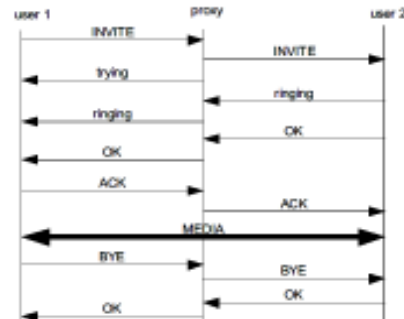 user 1
proxy
user 2
INVITE
INVITE
trying
ringing
ringing
OK
OK
ACK
ACK
MEDIA
BYE
BYE
OK
OK